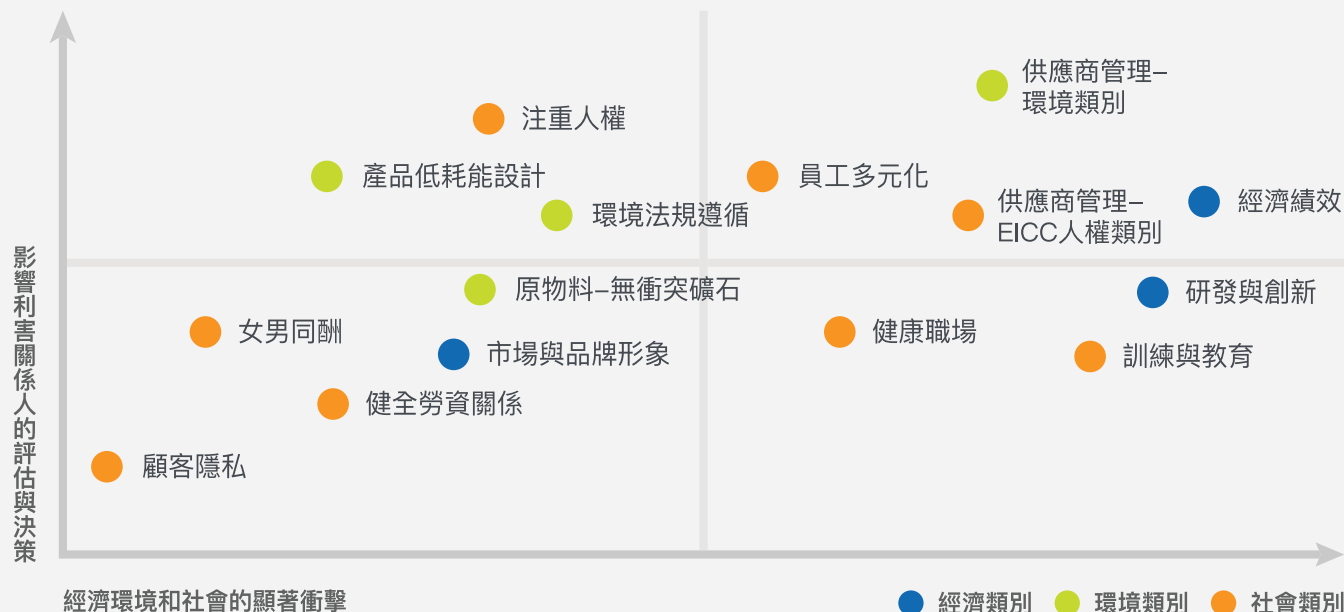 供應商管理–
環境類別
注重人權
產品低耗能設計
員工多元化
環境法規遵循
供應商管理–
EICC人權類別
經濟績效
原物料–無衝突礦石
研發與創新
女男同酬
市場與品牌形象
健康職場
訓練與教育
健全勞資關係
顧客隱私
影響利害關係人的評估與決策
經濟環境和社會的顯著衝擊
經濟類別
環境類別
社會類別